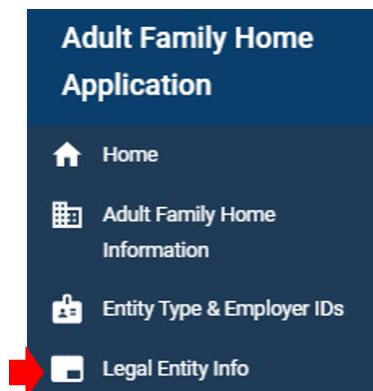 Adult Family Home
Application
Home
Adult Family Home
Information
Entity Type & Employer IDs
Legal Entity Info